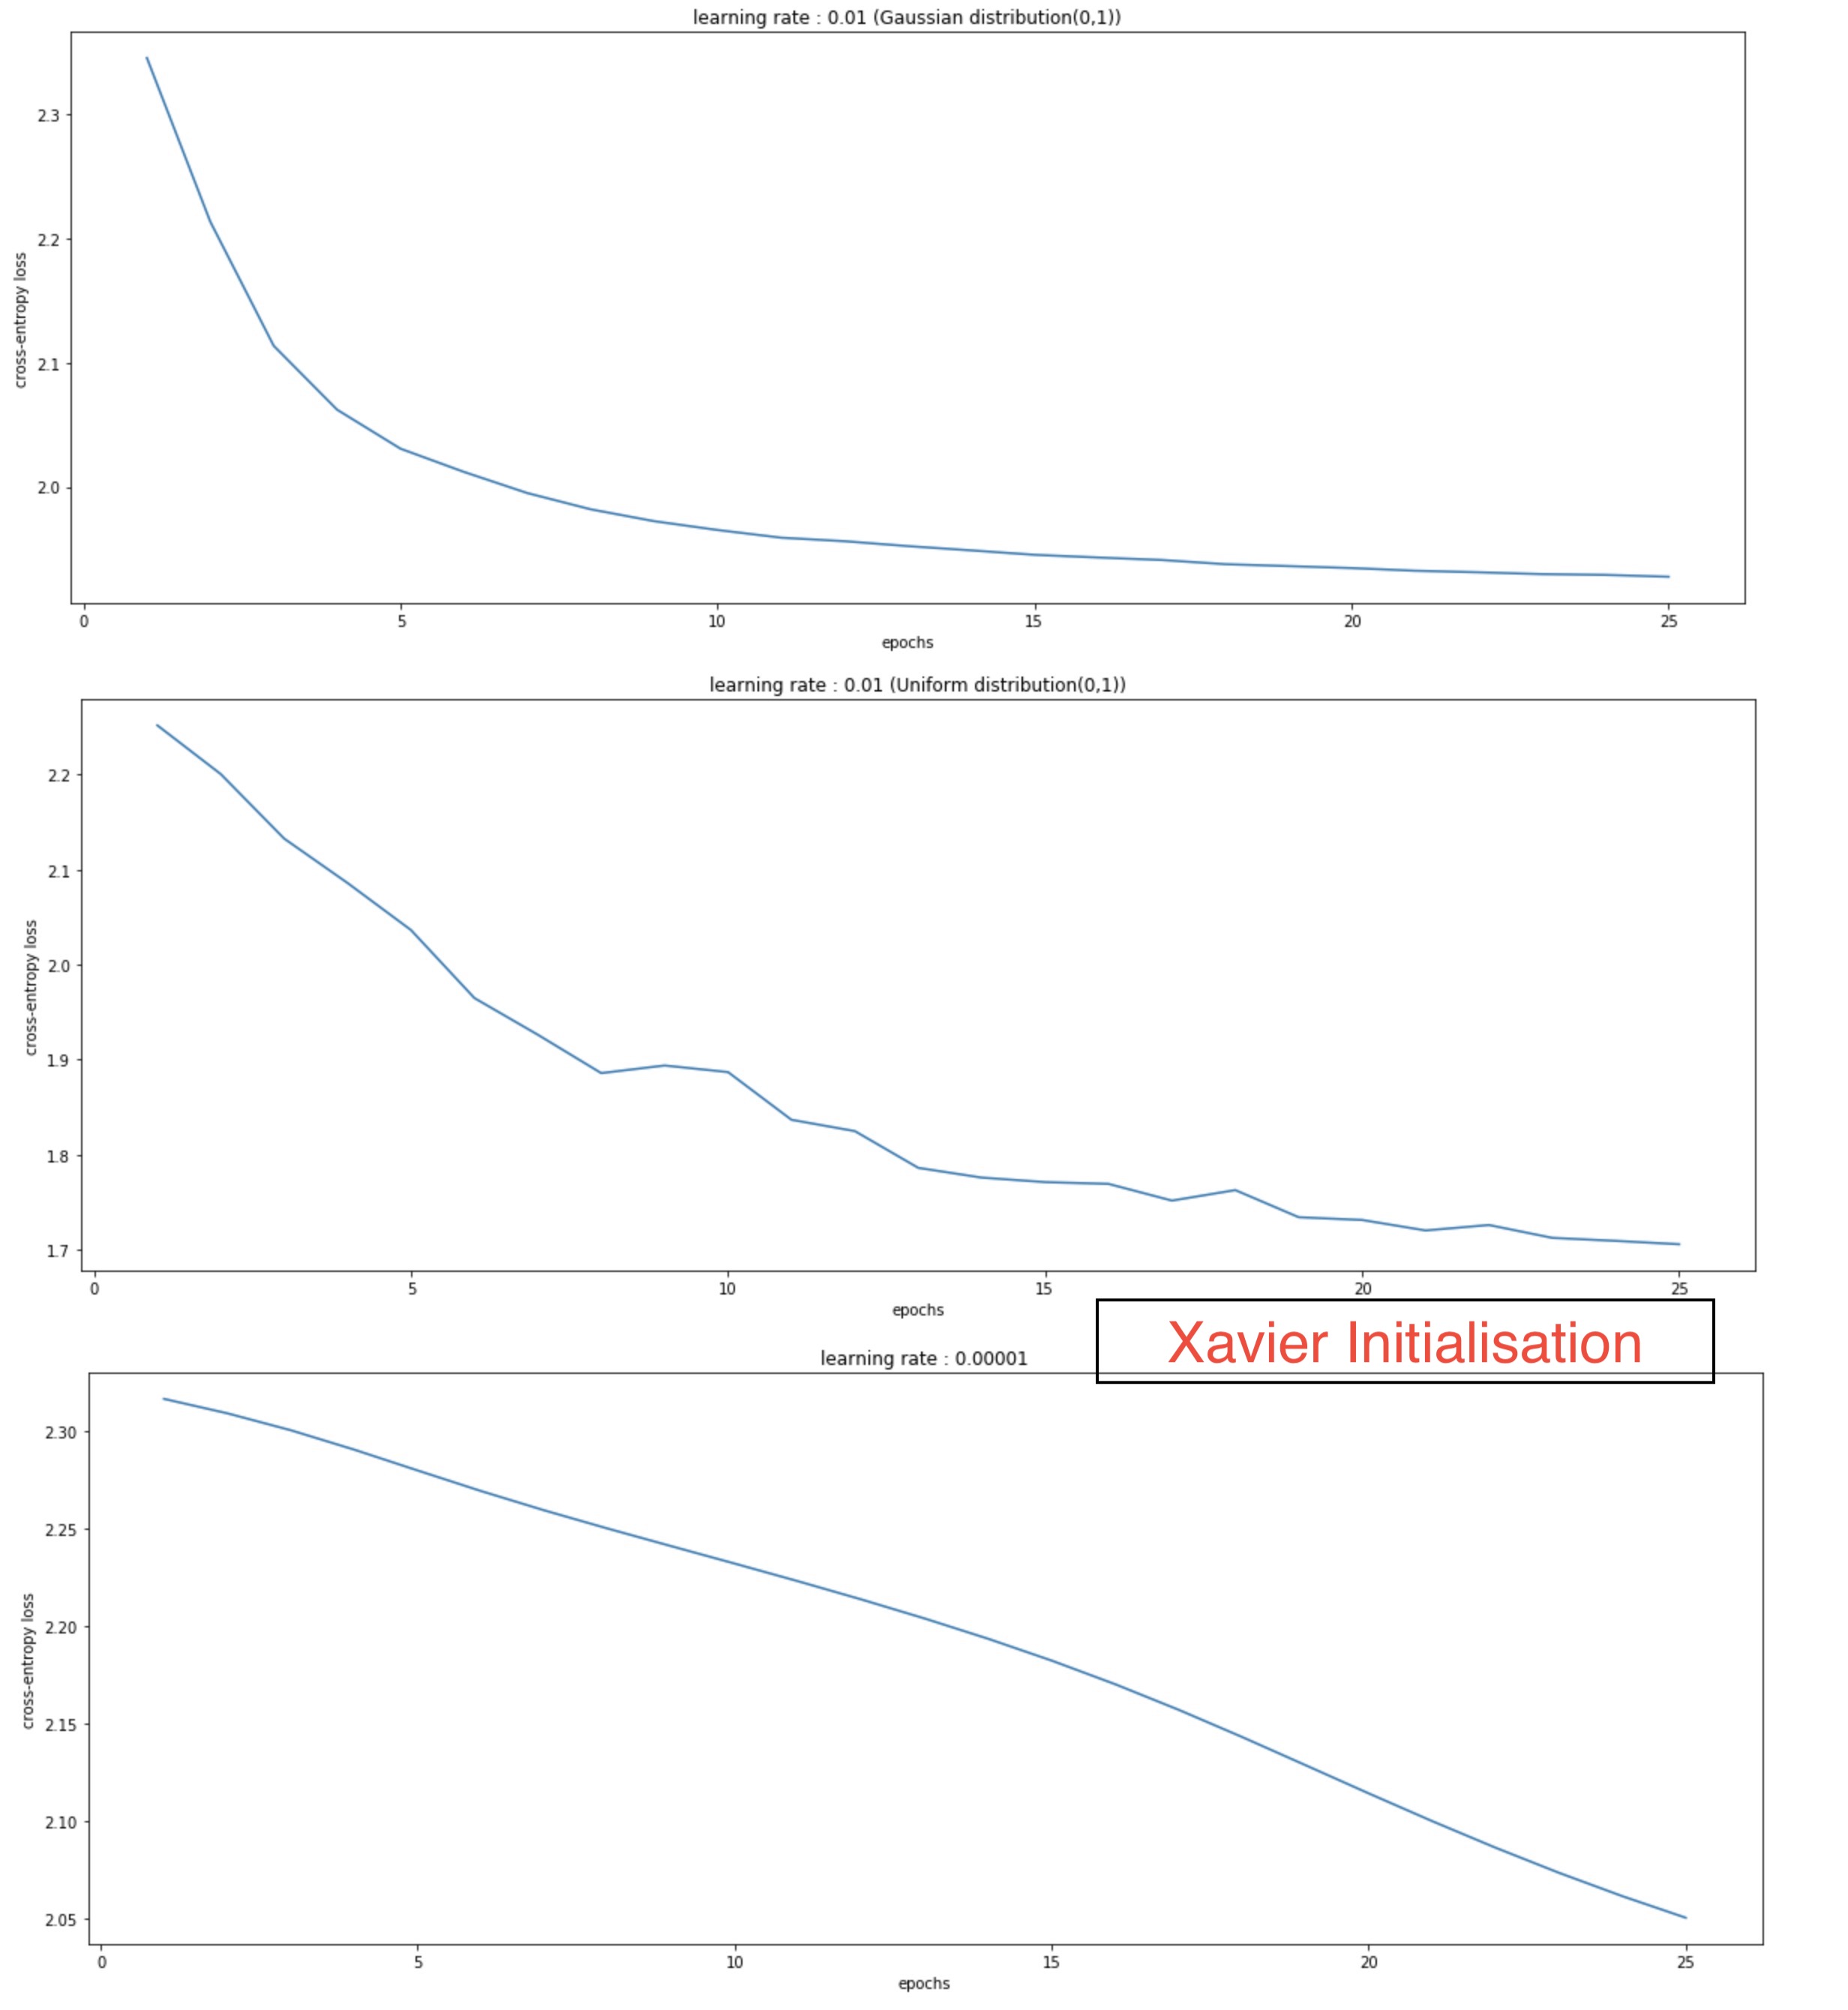 learning rate : 0.01 (Gaussian distribution(0,1))
2.3
2.2
2.1
2.0
cross-entropy loss
0 5 10 15 20 25
epochs
learning rate : 0.01 (Uniform distribution(0,1))
2.2
2.1
2.0
1.9
1.8
1.7
cross-entropy loss
0 5 10 15 20 25
epochs
Xavier Initialisation
learning rate : 0.00001
2.30
2.25
2.20
2.15
2.10
2.05
cross-entropy loss
0 5 10 15 20 25
epochs